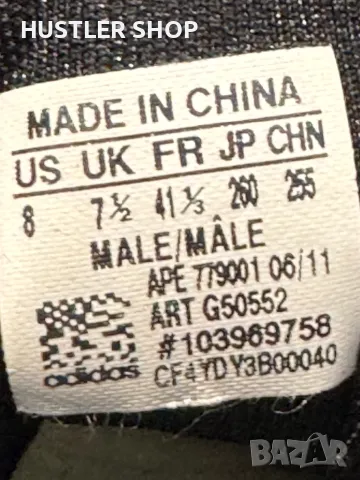 HUSTLER SHOP
MADE IN CHINA
US UK FR JP CHN
8 7½ 41⅓ 260 255
MALE/MÂLE
APE 779001 06/11
ART G50552
#103969758
adidas CF4YDY3B00040
BAZAR